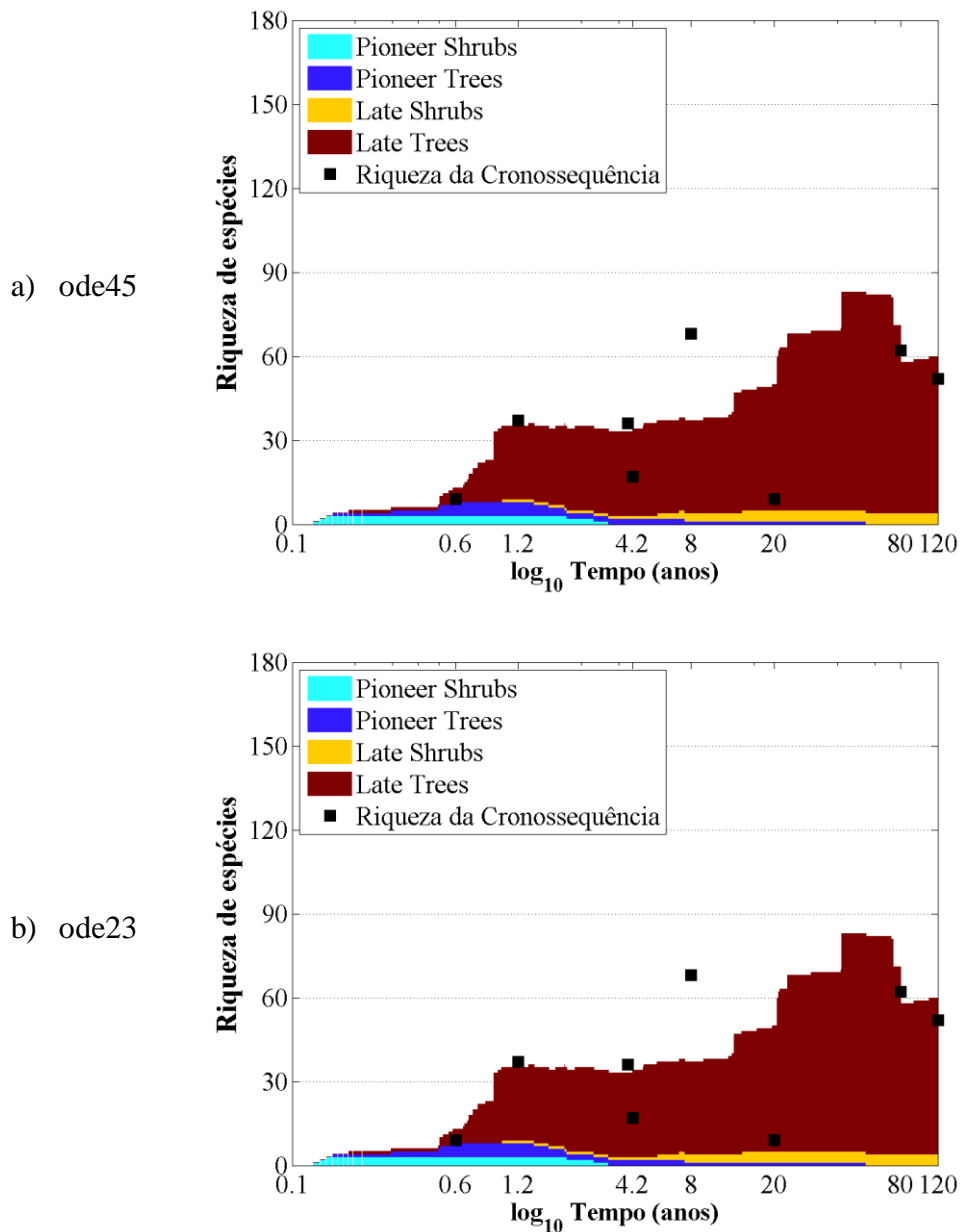 180
150
120
90
60
30
0
Riqueza de espécies
Pioneer Shrubs
Pioneer Trees
Late Shrubs
Late Trees
Riqueza da Cronossequência
a) ode45
0.1 0.6 1.2 4.2 8 20 80 120
log10 Tempo (anos)
180
150
120
90
60
30
0
Riqueza de espécies
Pioneer Shrubs
Pioneer Trees
Late Shrubs
Late Trees
Riqueza da Cronossequência
b) ode23
0.1 0.6 1.2 4.2 8 20 80 120
log10 Tempo (anos)